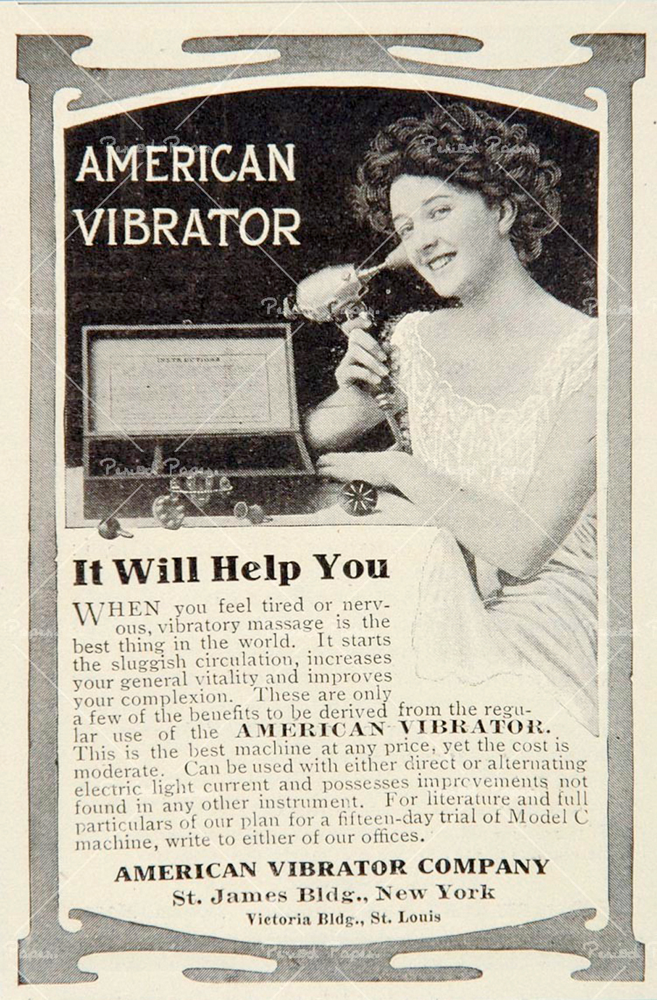 AMERICAN
VIBRATOR
INSTRUCTIONS
It Will Help You
WHEN you feel tired or nerv-
ous, vibratory massage is the
best thing in the world. It starts
the sluggish circulation, increases
your general vitality and improves
your complexion. These are only
a few of the benefits to be derived from the regu-
lar use of the AMERICAN VIBRATOR.
This is the best machine at any price, yet the cost is
moderate. Can be used with either direct or alternating
electric light current and possesses improvements not
found in any other instrument. For literature and full
particulars of our plan for a fifteen-day trial of Model C
machine, write to either of our offices.
AMERICAN VIBRATOR COMPANY
St. James Bldg., New York
Victoria Bldg., St. Louis
Period Paper.